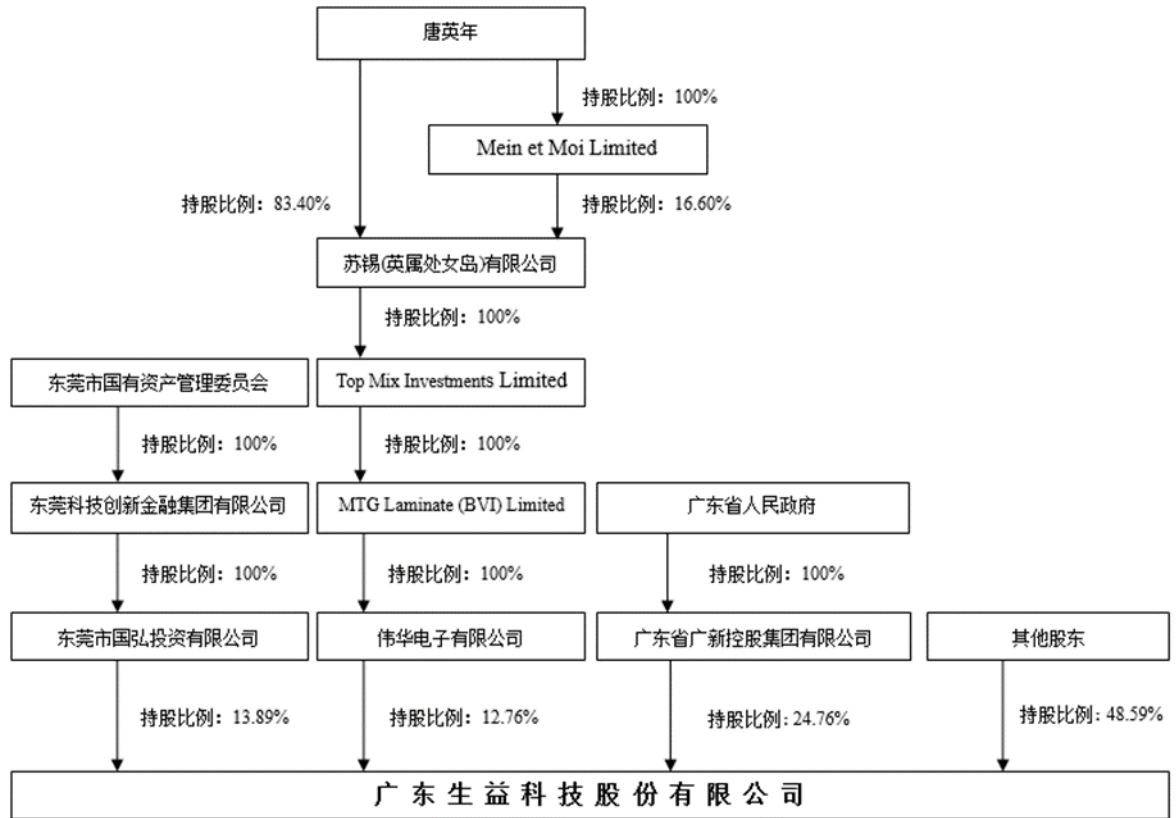 唐英年
持股比例：100%
Mein et Moi Limited
持股比例：83.40%
持股比例：16.60%
苏锡(英属处女岛)有限公司
持股比例：100%
东莞市国有资产管理委员会
Top Mix Investments Limited
持股比例：100%
持股比例：100%
东莞科技创新金融集团有限公司
MTG Laminate (BVI) Limited
广东省人民政府
持股比例：100%
持股比例：100%
持股比例：100%
东莞市国弘投资有限公司
伟华电子有限公司
广东省广新控股集团有限公司
其他股东
持股比例：13.89%
持股比例：12.76%
持股比例：24.76%
持股比例：48.59%
广东生益科技股份有限公司